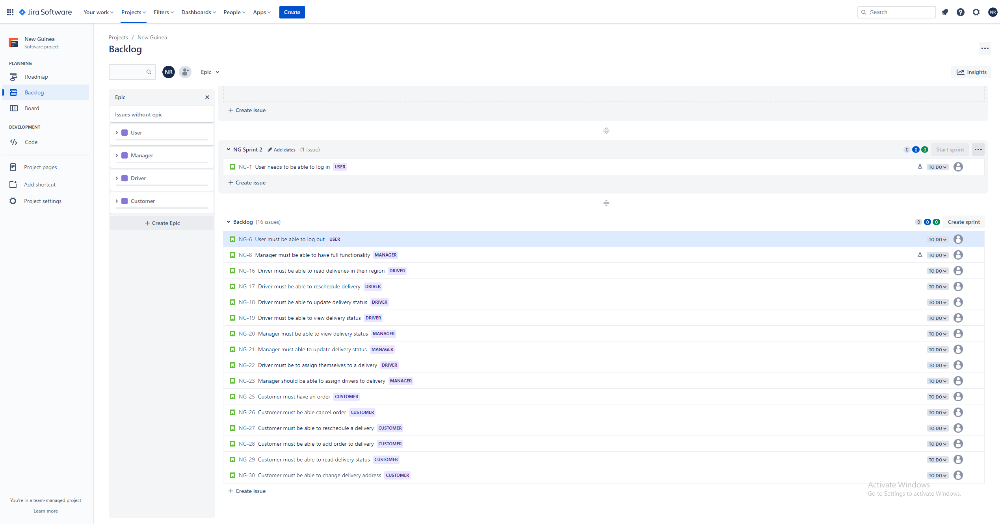 Jira Software Your work Projects Filters Dashboards People Apps Create Search NR
New Guinea
Software project
PLANNING
Roadmap
Backlog
Board
DEVELOPMENT
Code
Project pages
Add shortcut
Project settings
You're in a team-managed project
Learn more
Projects / New Guinea
Backlog
NR Epic Insights
Epic
Issues without epic
User
Manager
Driver
Customer
+ Create Epic
+ Create issue
NG Sprint 2 Add dates (1 issue) 0 0 0 Start sprint
NG-1 User needs to be able to log in USER TO DO
+ Create issue
Backlog (16 issues) 0 0 0 Create sprint
NG-6 User must be able to log out USER TO DO
NG-8 Manager must be able to have full functionality MANAGER TO DO
NG-16 Driver must be able to read deliveries in their region DRIVER TO DO
NG-17 Driver must be able to reschedule delivery DRIVER TO DO
NG-18 Driver must be able to update delivery status DRIVER TO DO
NG-19 Driver must be able to view delivery status DRIVER TO DO
NG-20 Manager must be able to view delivery status MANAGER TO DO
NG-21 Manager must able to update delivery status MANAGER TO DO
NG-22 Driver must be to assign themselves to a delivery DRIVER TO DO
NG-23 Manager should be able to assign drivers to delivery MANAGER TO DO
NG-25 Customer must have an order CUSTOMER TO DO
NG-26 Customer must be able cancel order CUSTOMER TO DO
NG-27 Customer must be able to reschedule a delivery CUSTOMER TO DO
NG-28 Customer must be able to add order to delivery CUSTOMER TO DO
NG-29 Customer must be able to read delivery status CUSTOMER TO DO
NG-30 Customer must be able to change delivery address CUSTOMER TO DO
+ Create issue
Activate Windows
Go to Settings to activate Windows.